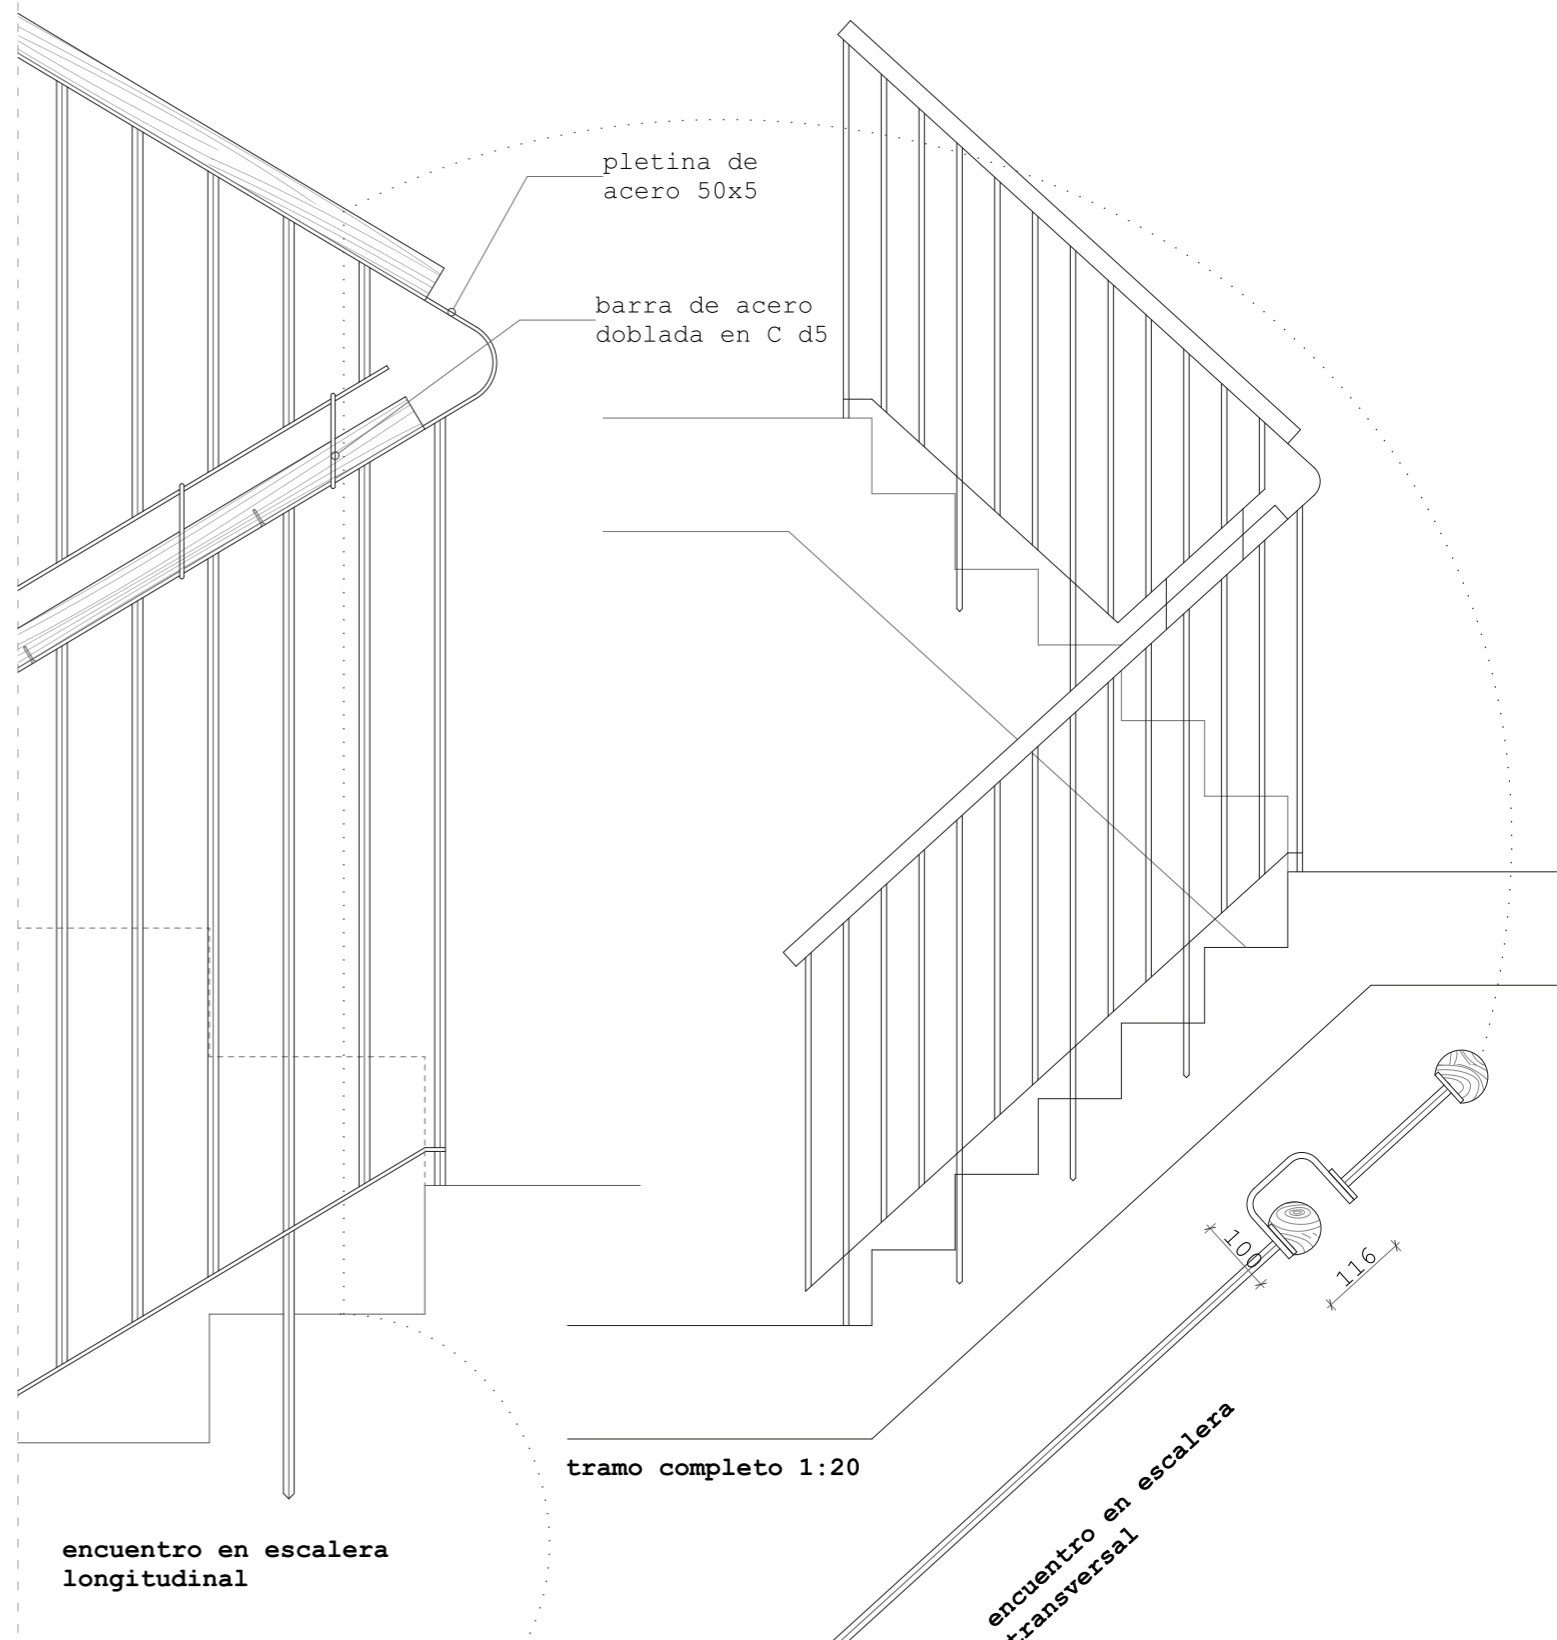 pletina de
acero 50x5
barra de acero
doblada en C d5
100
116
tramo completo 1:20
encuentro en escalera
longitudinal
encuentro en escalera
transversal